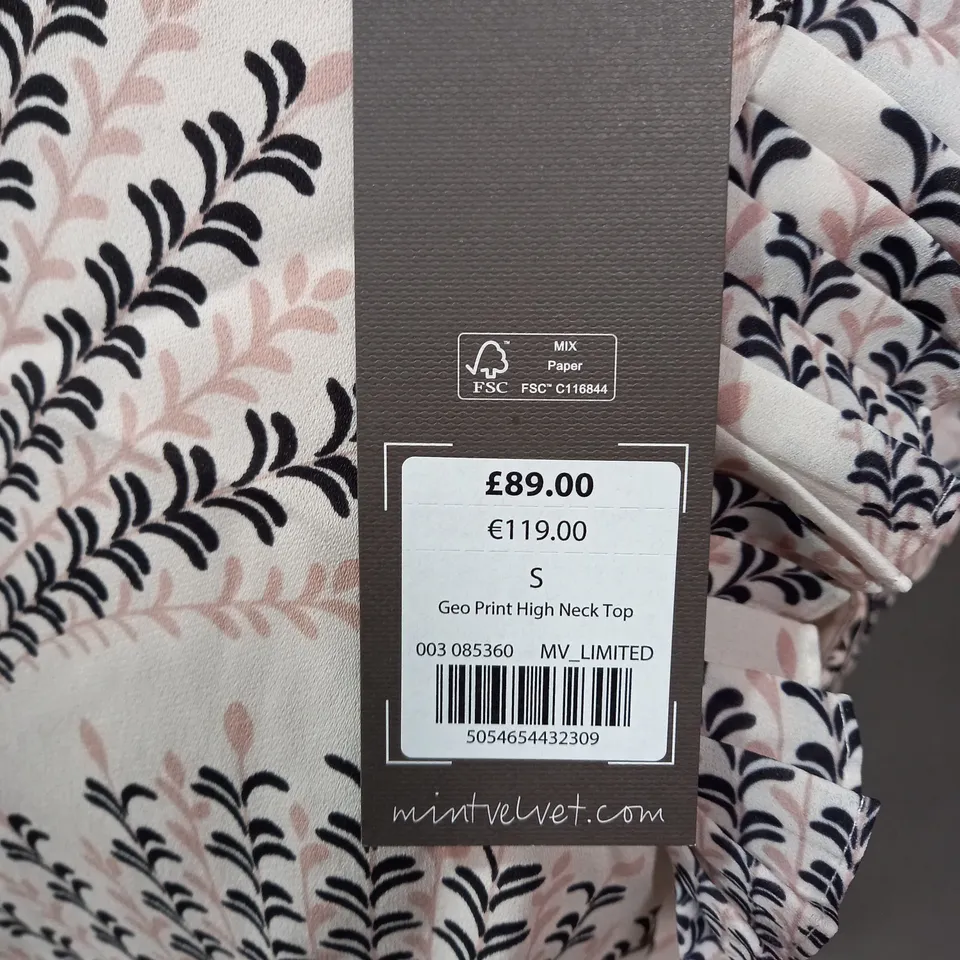 MIX
Paper
FSC™ C116844
FSC
£89.00
€119.00
S
Geo Print High Neck Top
003 085360 MV_LIMITED
5054654432309
mintvelvet.com